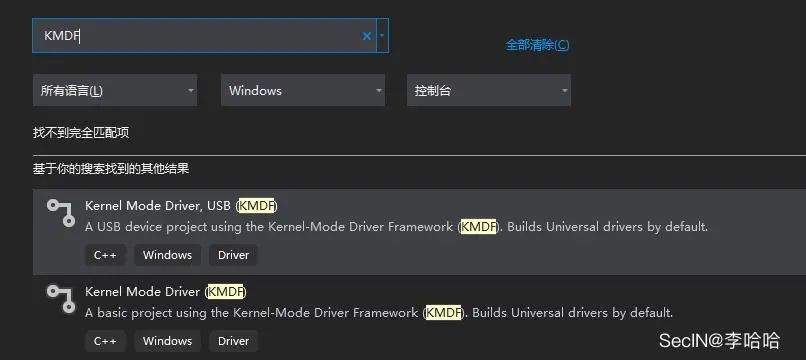 KMDF
全部清除(C)
所有语言(L) Windows 控制台
找不到完全匹配项
基于你的搜索找到的其他结果
Kernel Mode Driver, USB (KMDF)
A USB device project using the Kernel-Mode Driver Framework (KMDF). Builds Universal drivers by default.
C++ Windows Driver
Kernel Mode Driver (KMDF)
A basic project using the Kernel-Mode Driver Framework (KMDF). Builds Universal drivers by default.
C++ Windows Driver
SecIN@李哈哈